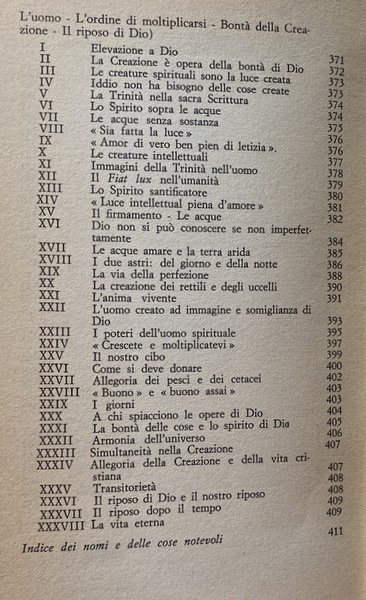 L'uomo - L'ordine di moltiplicarsi - Bontà della Crea-
zione - Il riposo di Dio)
I Elevazione a Dio 371
II La Creazione è opera della bontà di Dio 372
III Le creature spirituali sono la luce creata 373
IV Iddio non ha bisogno delle cose create 374
V La Trinità nella sacra Scrittura 374
VI Lo Spirito sopra le acque 374
VII Le acque senza sostanza 375
VIII « Sia fatta la luce » 376
IX « Amor di vero ben pien di letizia ». 376
X Le creature intellettuali 377
XI Immagini della Trinità nell'uomo 378
XII Il Fiat lux nell'umanità 379
XIII Lo Spirito santificatore 380
XIV « Luce intellettual piena d'amore » 381
XV Il firmamento - Le acque 382
XVI Dio non si può conoscere se non imperfet-
tamente 384
XVII Le acque amare e la terra arida 385
XVIII I due astri: del giorno e della notte 386
XIX La via della perfezione 388
XX La creazione dei rettili e degli uccelli 390
XXI L'anima vivente 391
XXII L'uomo creato ad immagine e somiglianza di
Dio 393
XXIII I poteri dell'uomo spirituale 395
XXIV « Crescete e moltiplicatevi » 397
XXV Il nostro cibo 399
XXVI Come si deve donare 400
XXVII Allegoria dei pesci e dei cetacei 402
XXVIII « Buono » e « buono assai » 403
XXIX I giorni 403
XXX A chi spiacciono le opere di Dio 404
XXXI La bontà delle cose e lo spirito di Dio 405
XXXII Armonia dell'universo 406
XXXIII Simultaneità nella Creazione 407
XXXIV Allegoria della Creazione e della vita cri-
stiana 407
XXXV Transitorietà 408
XXXVI Il riposo di Dio e il nostro riposo 408
XXXVII Il riposo dopo il tempo 409
XXXVIII La vita eterna 409
Indice dei nomi e delle cose notevoli 411